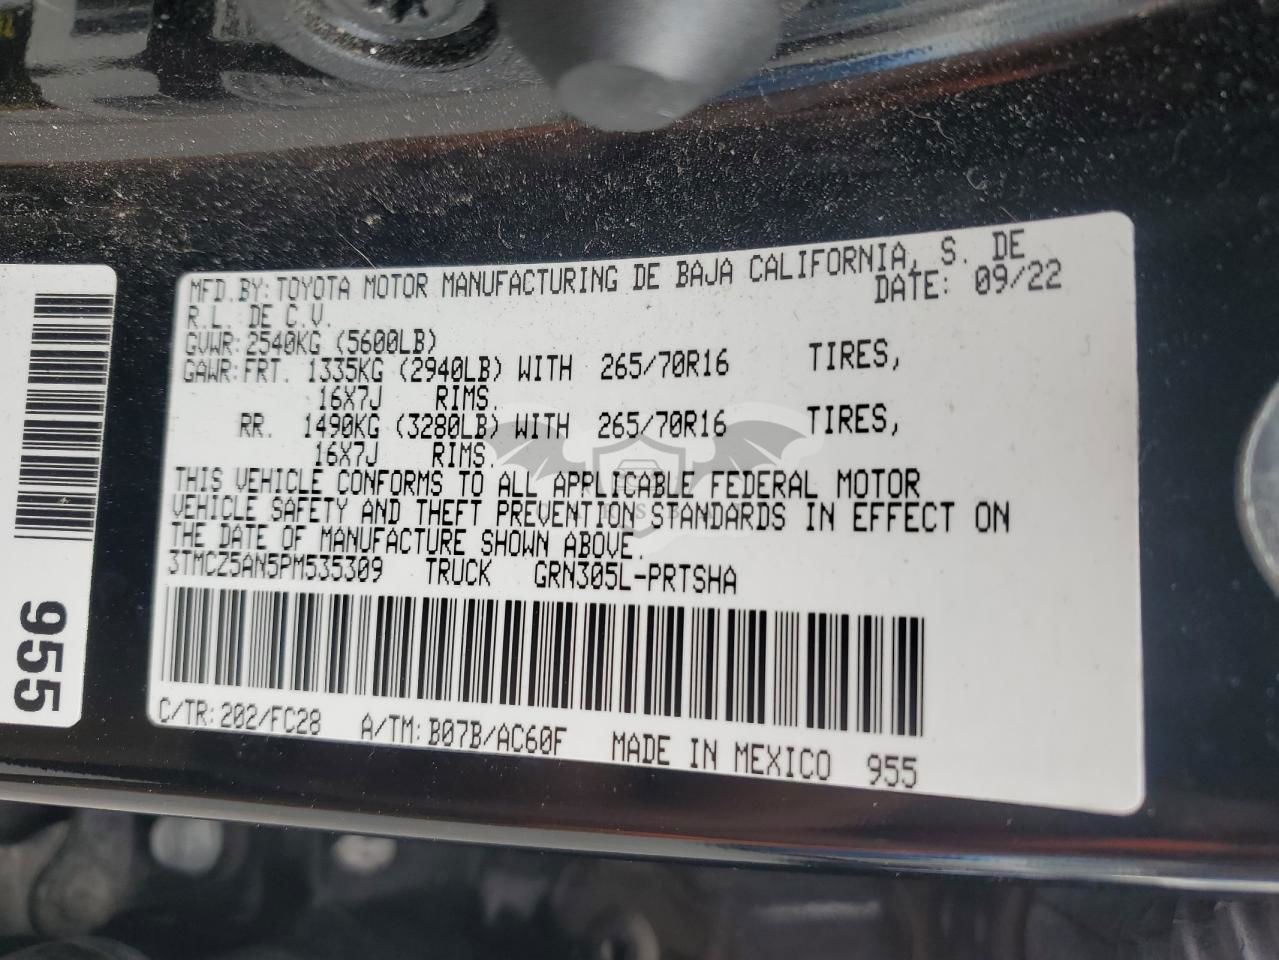 MFD.BY: TOYOTA MOTOR MANUFACTURING DE BAJA CALIFORNIA, S. DE
R.L. DE C.V. DATE: 09/22
GVWR: 2540KG (5600LB)
GAWR: FRT. 1335KG (2940LB) WITH 265/70R16 TIRES,
16X7J RIMS.
RR. 1490KG (3280LB) WITH 265/70R16 TIRES,
16X7J RIMS.
THIS VEHICLE CONFORMS TO ALL APPLICABLE FEDERAL MOTOR
VEHICLE SAFETY AND THEFT PREVENTION STANDARDS IN EFFECT ON
THE DATE OF MANUFACTURE SHOWN ABOVE.
3TMCZ5AN5PM535309 TRUCK GRN305L-PRTSHA
C/TR: 202/FC28 A/TM: B07B/AC60F MADE IN MEXICO 955
955